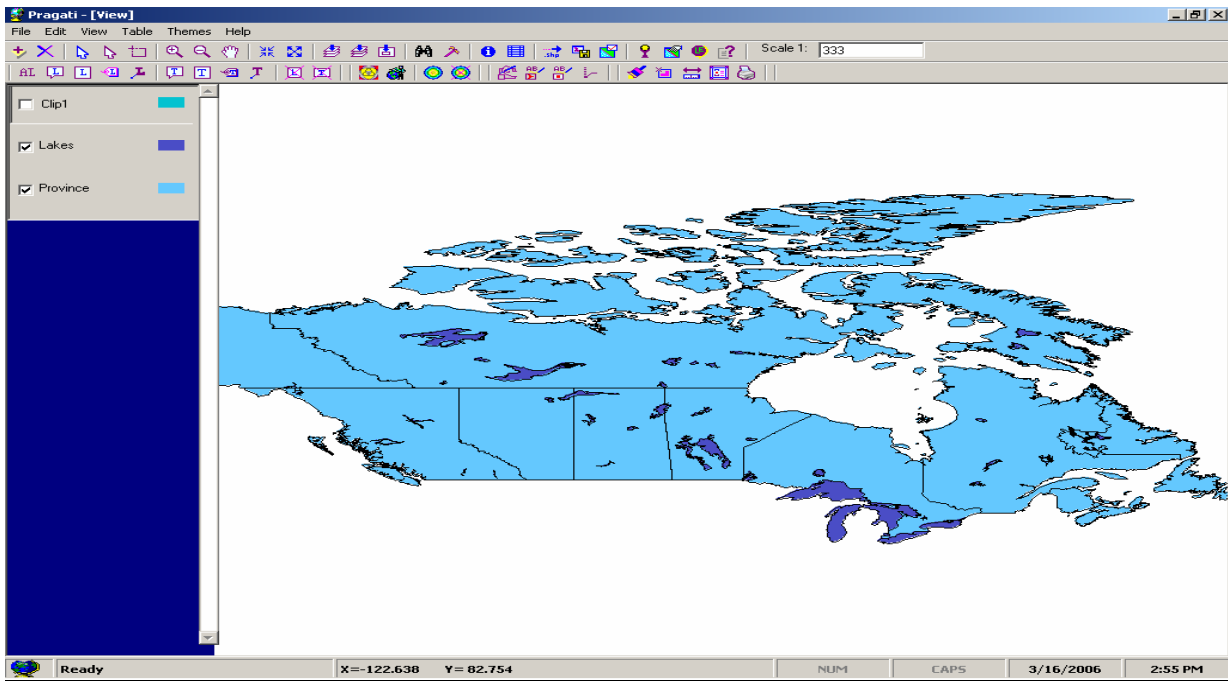 Pragati - [View]
File Edit View Table Themes Help
Scale 1: 333
Clip1
Lakes
Province
Ready X=-122.638 Y= 82.754 NUM CAPS 3/16/2006 2:55 PM